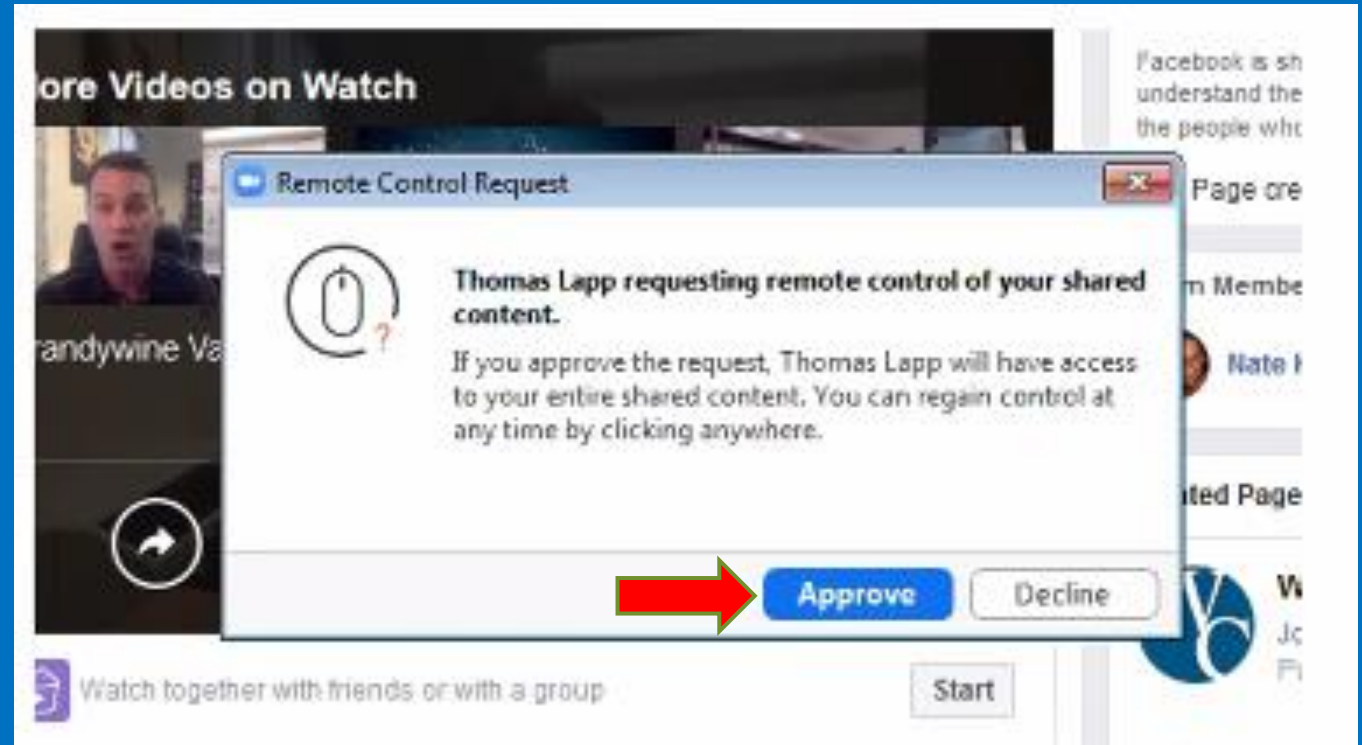 ore Videos on Watch
Facebook is sh
understand the
the people who
Remote Control Request
Page cre
Thomas Lapp requesting remote control of your shared
content.
m Membe
randywine Va
If you approve the request, Thomas Lapp will have access
to your entire shared content. You can regain control at
any time by clicking anywhere.
Nate
ated Page
Approve
Decline
W
Jo
Watch together with friends or with a group
Start